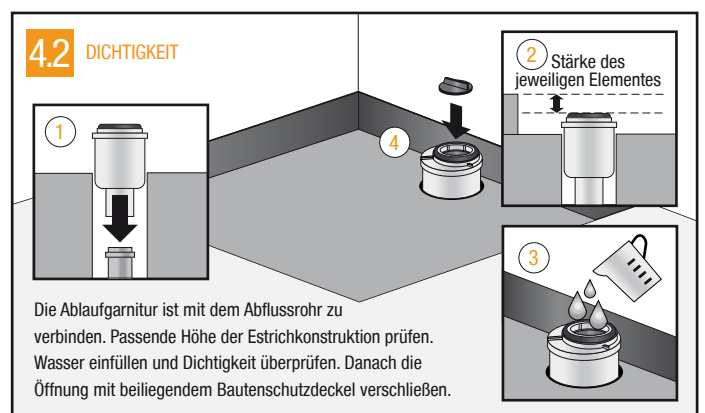 4.2 DICHTIGKEIT
1
2
Stärke des
jeweiligen Elementes
4
3
Die Ablaufgarnitur ist mit dem Abflussrohr zu
verbinden. Passende Höhe der Estrichkonstruktion prüfen.
Wasser einfüllen und Dichtigkeit überprüfen. Danach die
Öffnung mit beiliegendem Bautenschutzdeckel verschließen.